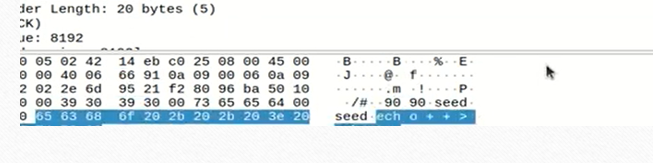 der Length: 20 bytes (5)
CK)
ue: 8192
0 05 02 42 14 eb c0 25 08 00 45 00 ·B····B····%··E·
0 00 40 06 66 91 0a 09 00 06 0a 09 ·J····@·f·······
2 02 2e 6d 95 21 f2 80 96 ba 50 10 ·······.m·!····P·
0 00 39 30 39 30 00 73 65 65 64 00 ··/#··90 90·seed·
0 65 63 68 6f 20 2b 20 2b 20 3e 20 seed·ech o + + >